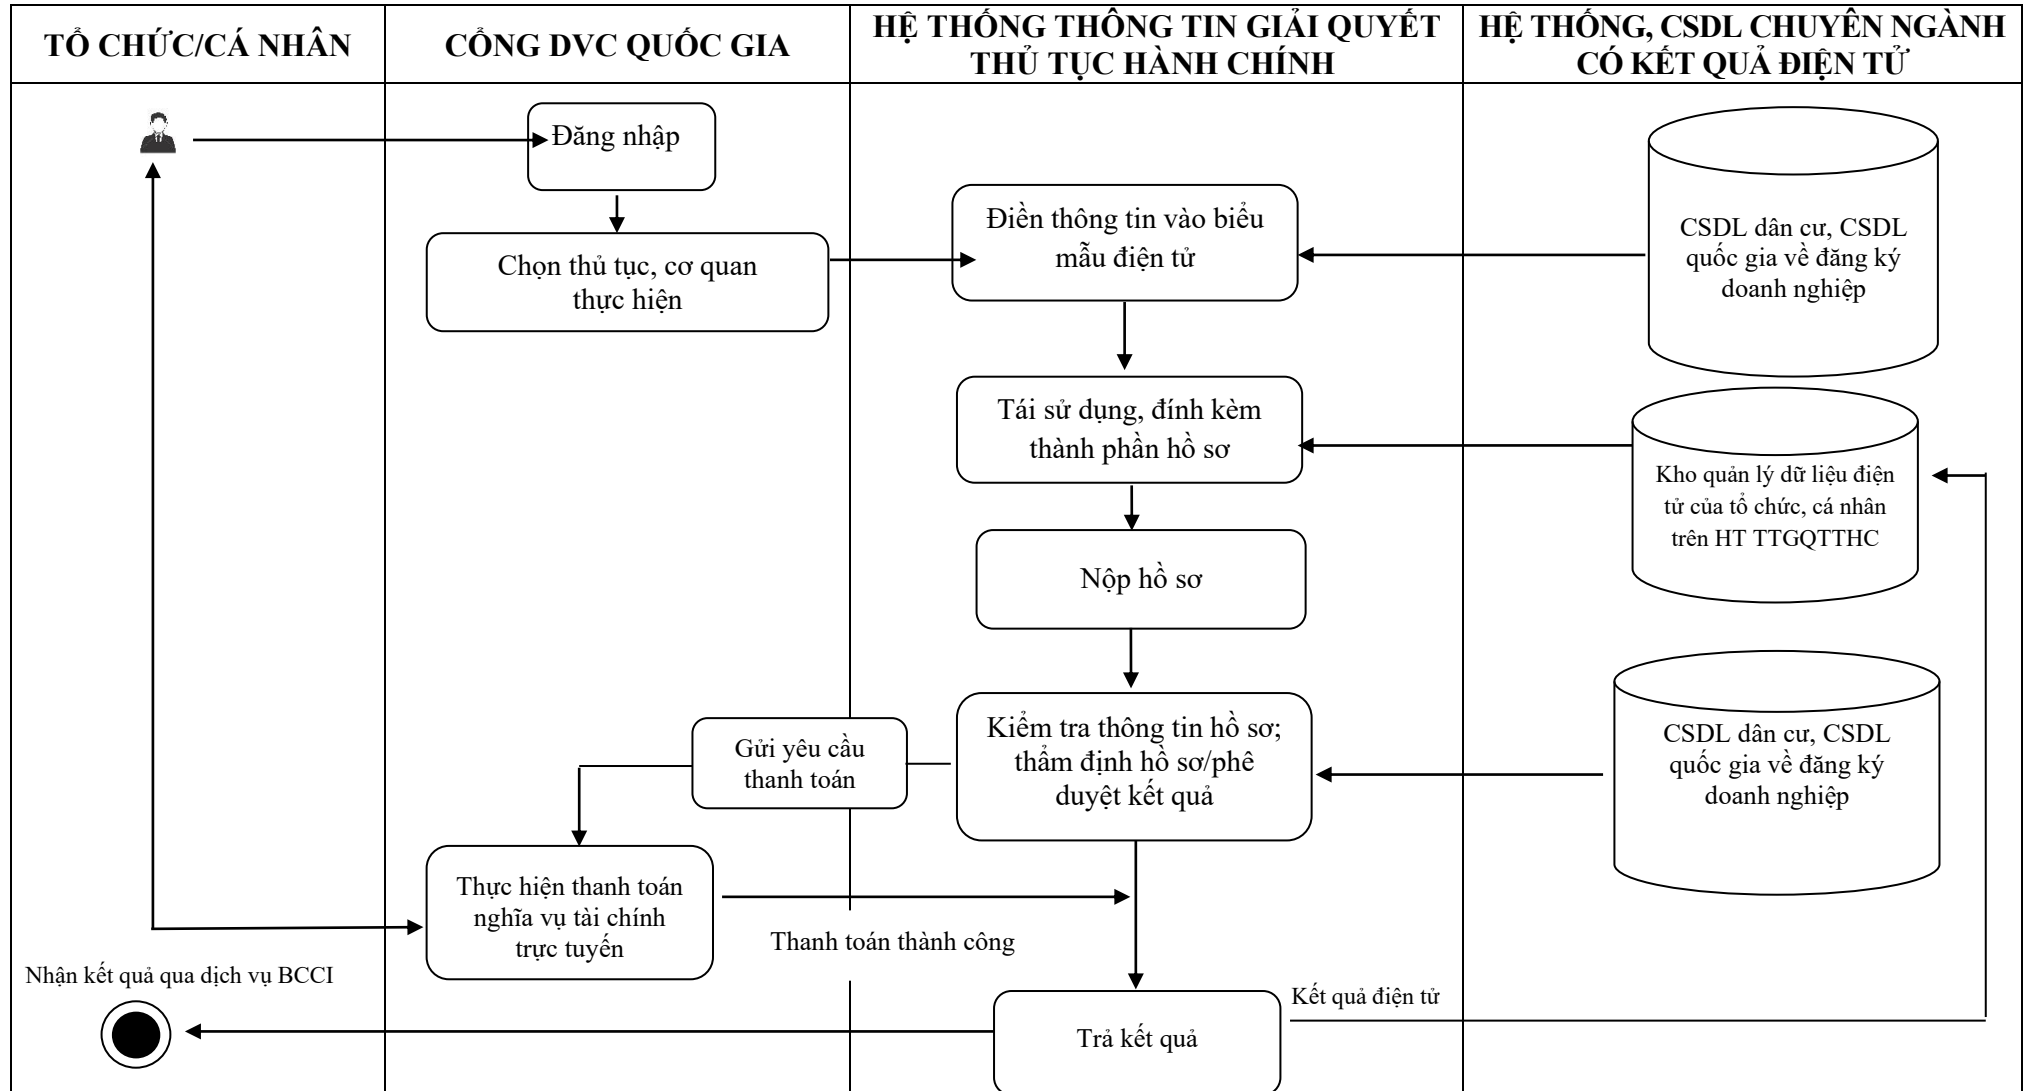 TỔ CHỨC/CÁ NHÂN
CỔNG DVC QUỐC GIA
HỆ THỐNG THÔNG TIN GIẢI QUYẾT
THỦ TỤC HÀNH CHÍNH
HỆ THỐNG, CSDL CHUYÊN NGÀNH
CÓ KẾT QUẢ ĐIỆN TỬ
Đăng nhập
Chọn thủ tục, cơ quan
thực hiện
Điền thông tin vào biểu
mẫu điện tử
CSDL dân cư, CSDL
quốc gia về đăng ký
doanh nghiệp
Tái sử dụng, đính kèm
thành phần hồ sơ
Kho quản lý dữ liệu điện
tử của tổ chức, cá nhân
trên HT TTGQTTHC
Nộp hồ sơ
Kiểm tra thông tin hồ sơ;
thẩm định hồ sơ/phê
duyệt kết quả
CSDL dân cư, CSDL
quốc gia về đăng ký
doanh nghiệp
Gửi yêu cầu
thanh toán
Thực hiện thanh toán
nghĩa vụ tài chính
trực tuyến
Thanh toán thành công
Nhận kết quả qua dịch vụ BCCI
Kết quả điện tử
Trả kết quả